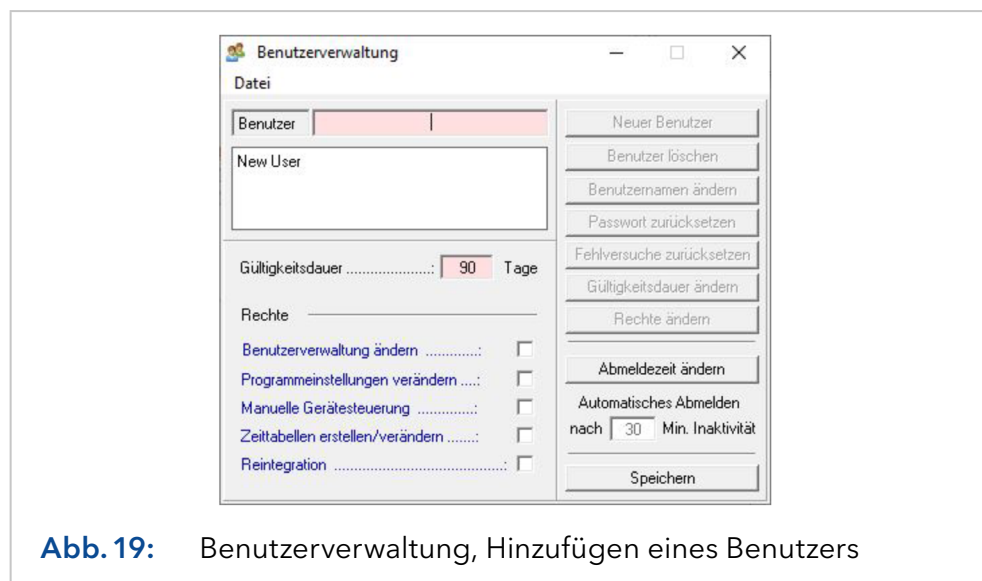 Benutzerverwaltung
Datei
Benutzer
New User
Gültigkeitsdauer .....................: 90 Tage
Rechte
Benutzerverwaltung ändern .............:
Programmeinstellungen verändern ....:
Manuelle Gerätesteuerung ..............:
Zeittabellen erstellen/verändern .......:
Reintegration ..........................................:
Neuer Benutzer
Benutzer löschen
Benutzernamen ändern
Passwort zurücksetzen
Fehlversuche zurücksetzen
Gültigkeitsdauer ändern
Rechte ändern
Abmeldezeit ändern
Automatisches Abmelden
nach 30 Min. Inaktivität
Speichern
Abb. 19: Benutzerverwaltung, Hinzufügen eines Benutzers